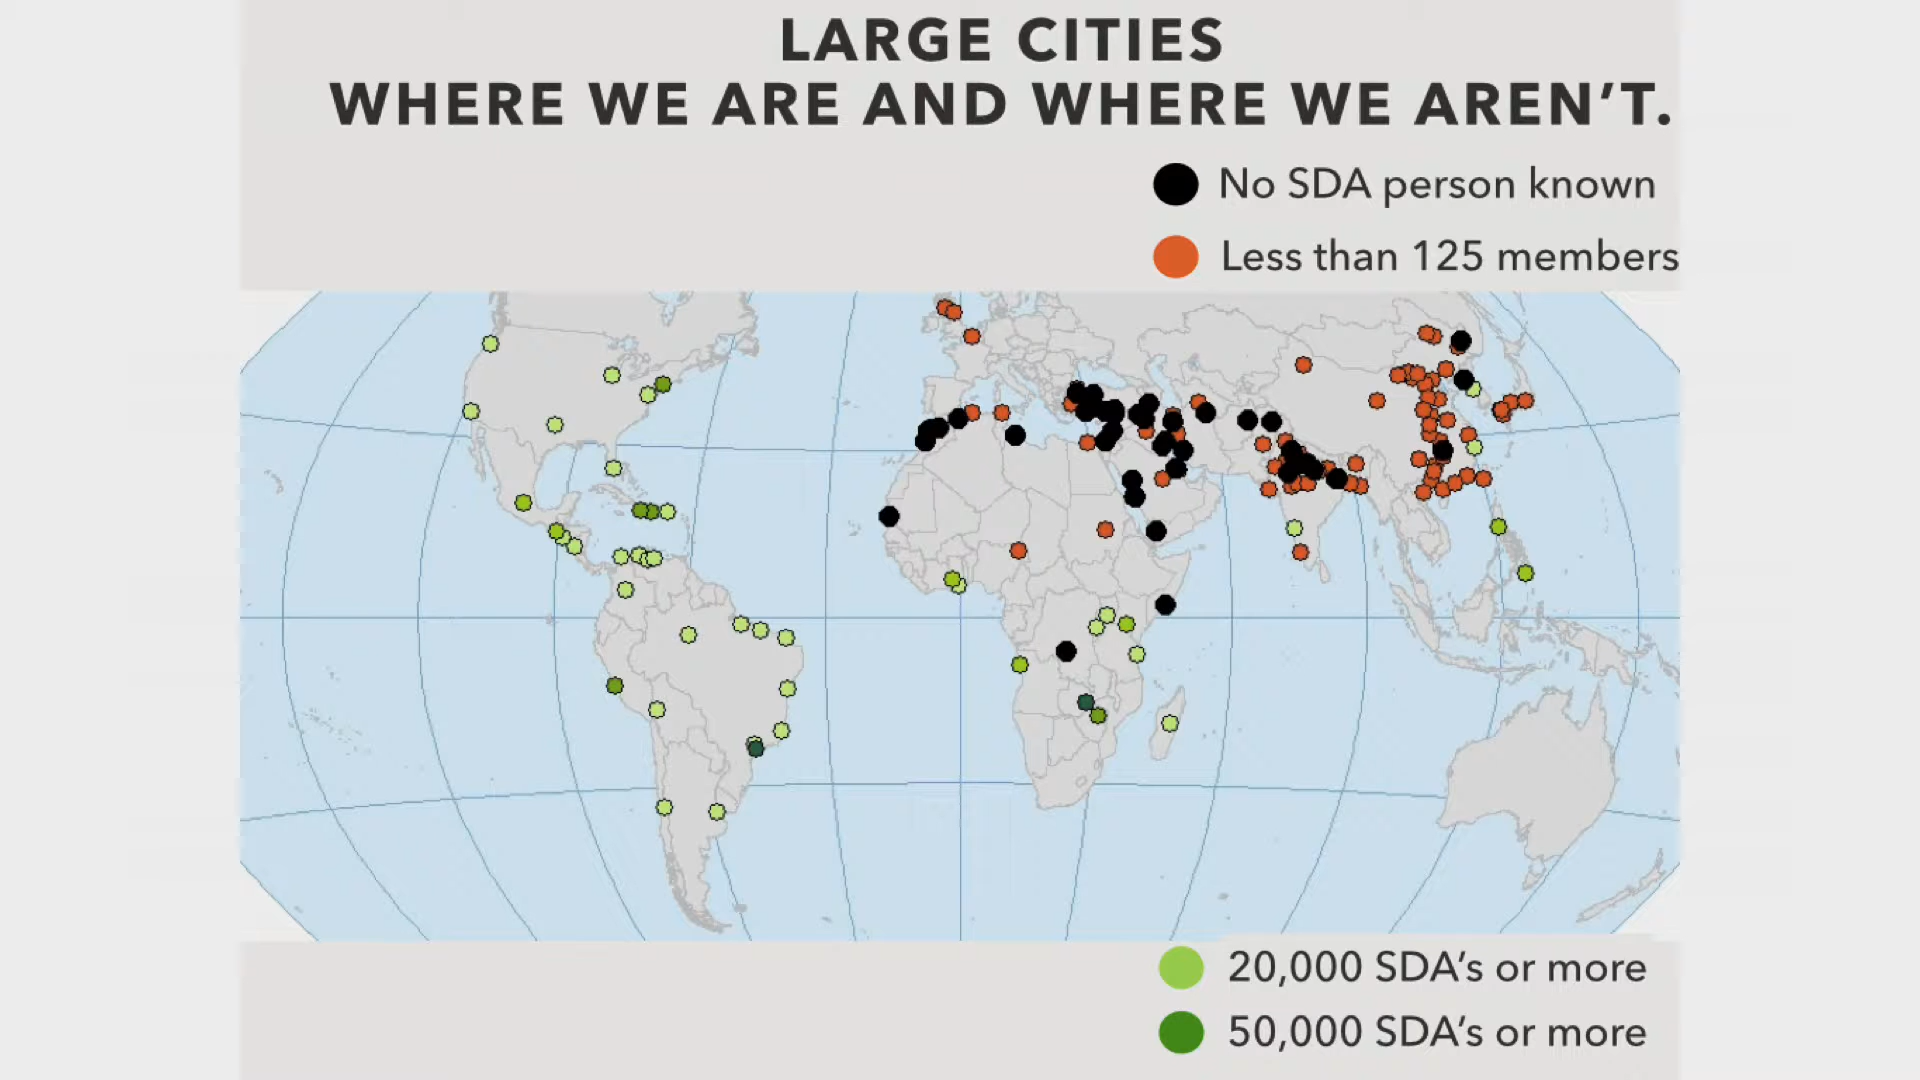 LARGE CITIES
WHERE WE ARE AND WHERE WE AREN’T.
No SDA person known
Less than 125 members
20,000 SDA‘s or more
50,000 SDA‘s or more